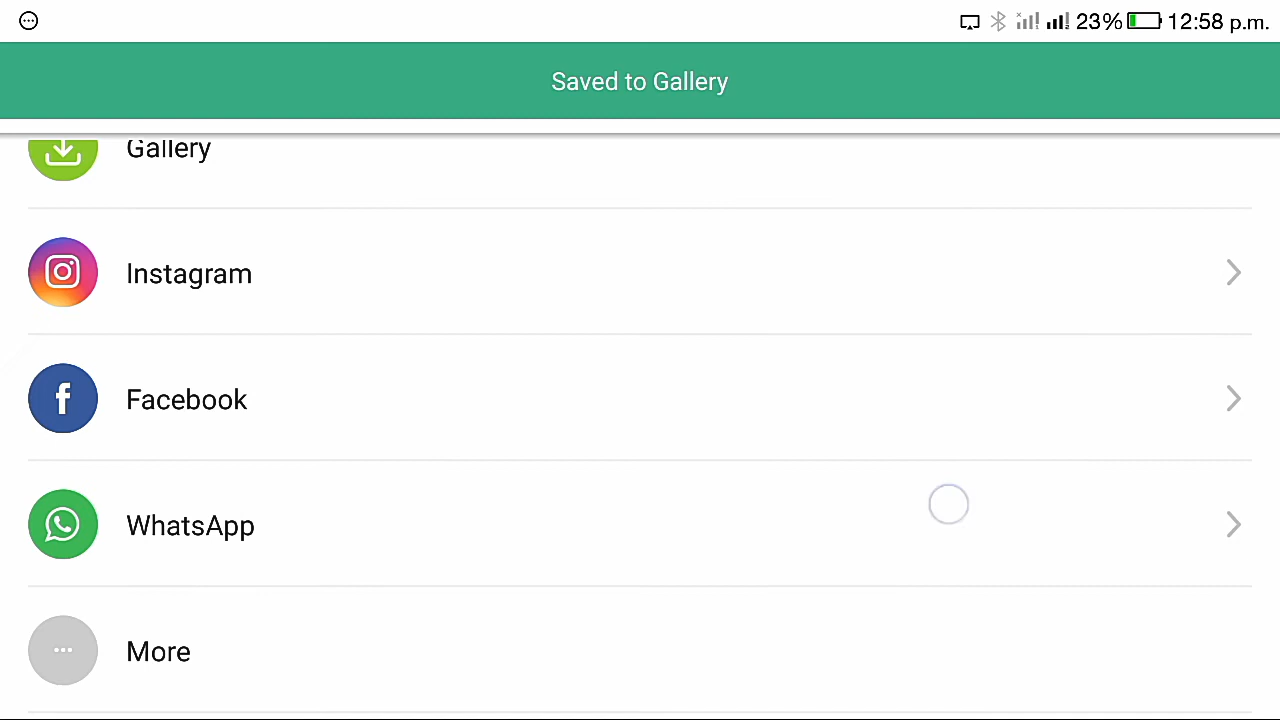 23% 12:58 p.m.
Saved to Gallery
Gallery
Instagram
Facebook
WhatsApp
More